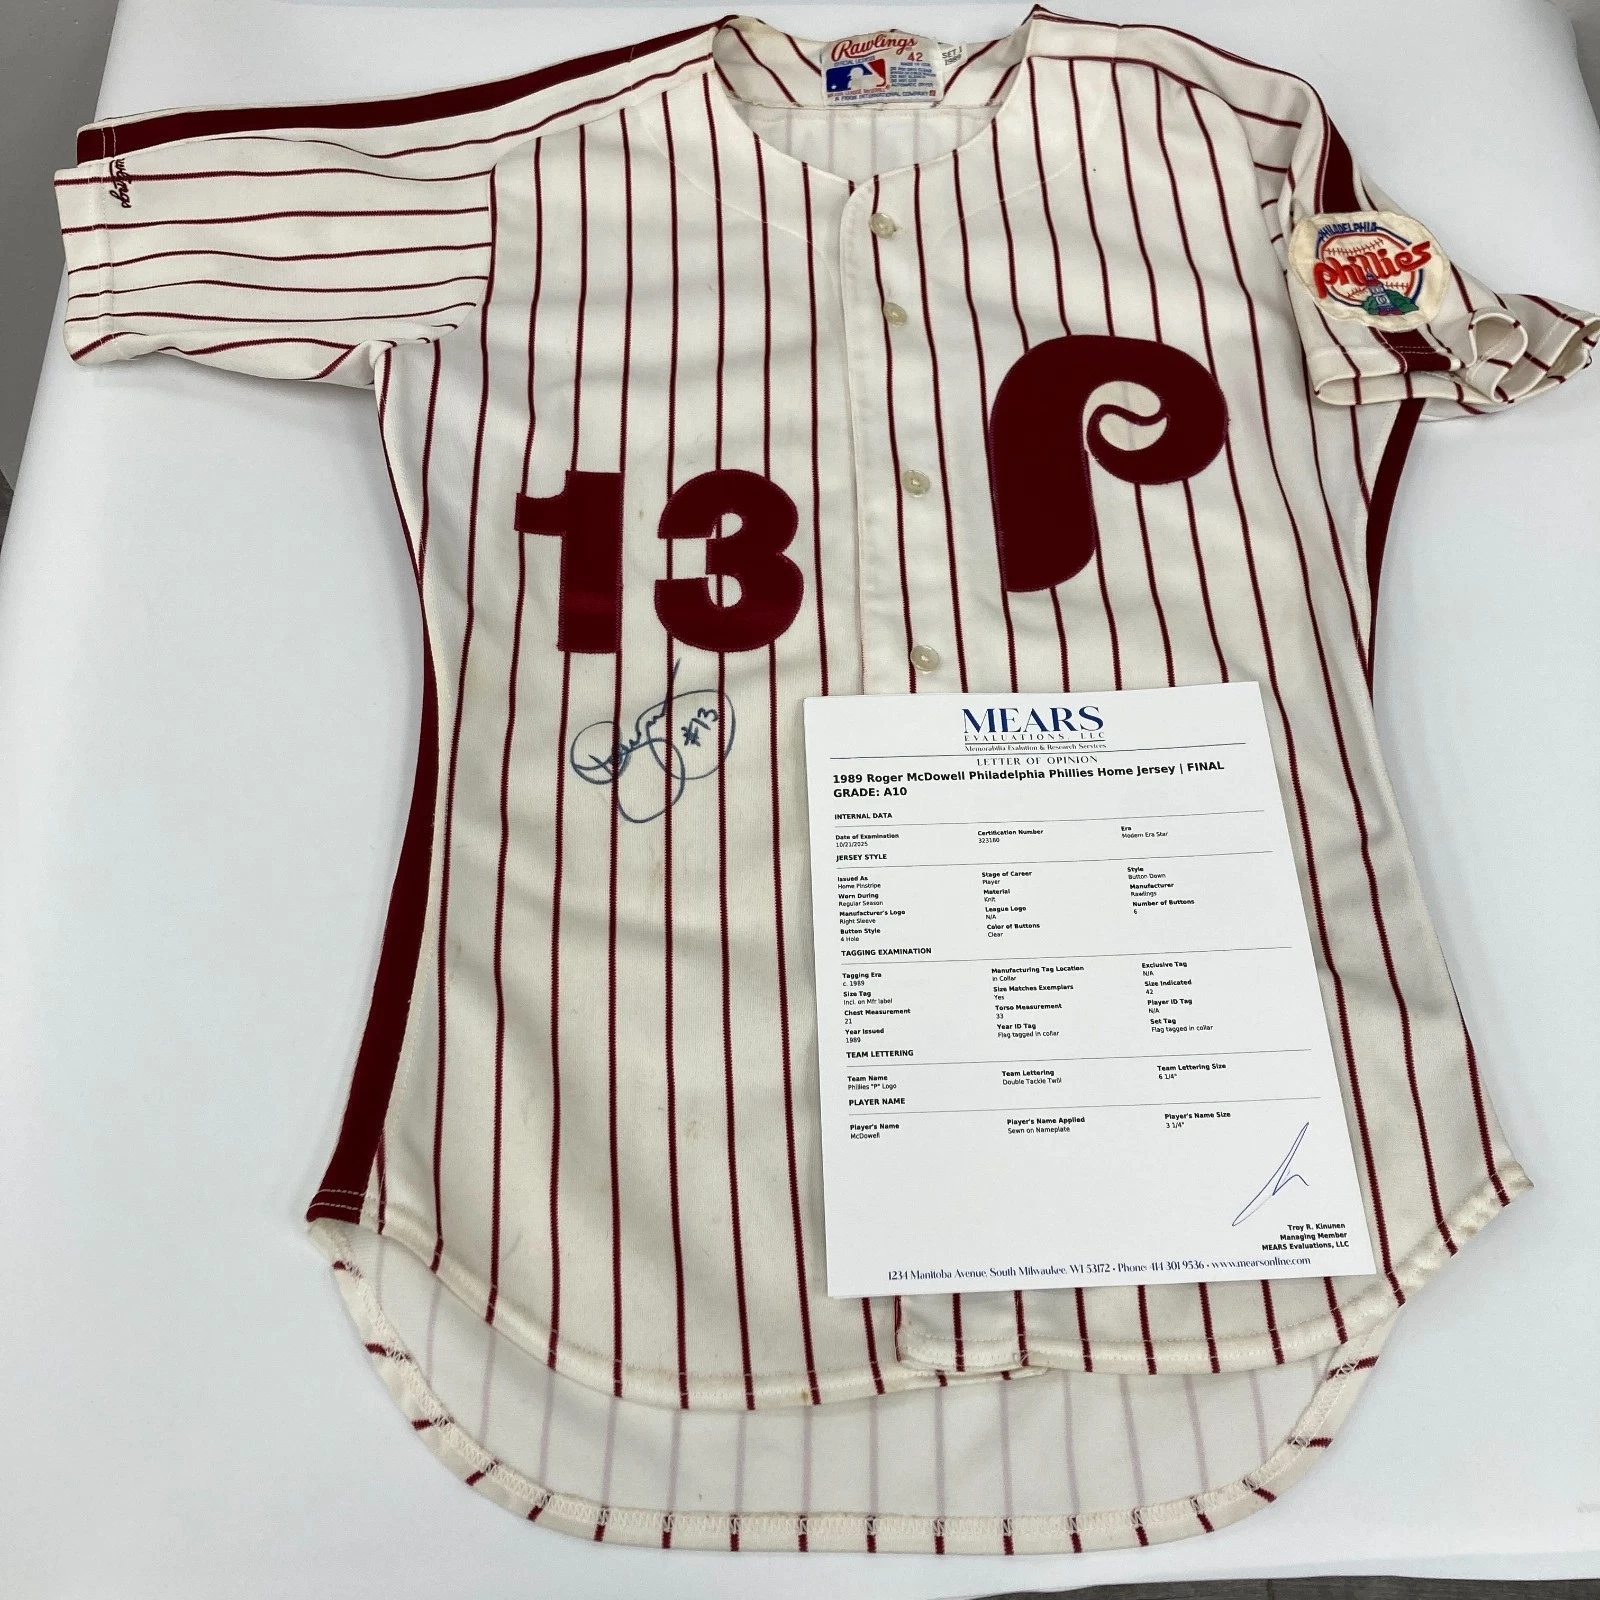 Rawlings
42
SET 1
1989
Rawlings
PHILADELPHIA
Phillies
P
13
#13
MEARS
EVALUATIONS, LLC
Memorabilia Evalution & Research Services
LETTER OF OPINION
1989 Roger McDowell Philadelphia Phillies Home Jersey | FINAL
GRADE: A10
INTERNAL DATA
Date of Examination Certification Number Era
10/21/2025 323180 Modern Era Star
JERSEY STYLE
Issued As Stage of Career Style
Home Pinstripe Player Button Down
Worn During Material Manufacturer
Regular Season Knit Rawlings
Manufacturer's Logo League Logo Number of Buttons
Right Sleeve N/A 6
Button Style Color of Buttons
4 Hole Clear
TAGGING EXAMINATION
Tagging Era Manufacturing Tag Location Exclusive Tag
c. 1989 in Collar N/A
Size Tag Size Matches Exemplars Size Indicated
Incl. on Mfr label Yes 42
Chest Measurement Torso Measurement Player ID Tag
21 33 N/A
Year Issued Year ID Tag Set Tag
1989 Flag tagged in collar Flag tagged in collar
TEAM LETTERING
Team Name Team Lettering Team Lettering Size
Phillies "P" Logo Double Tackle Twill 6 1/4"
PLAYER NAME
Player's Name Player's Name Applied Player's Name Size
McDowell Sewn on Nameplate 3 1/4"
Troy R. Kinunen
Managing Member
MEARS Evaluations, LLC
1234 Manitoba Avenue, South Milwaukee, WI 53172 • Phone: 414 301 9536 • www.mearsonline.com